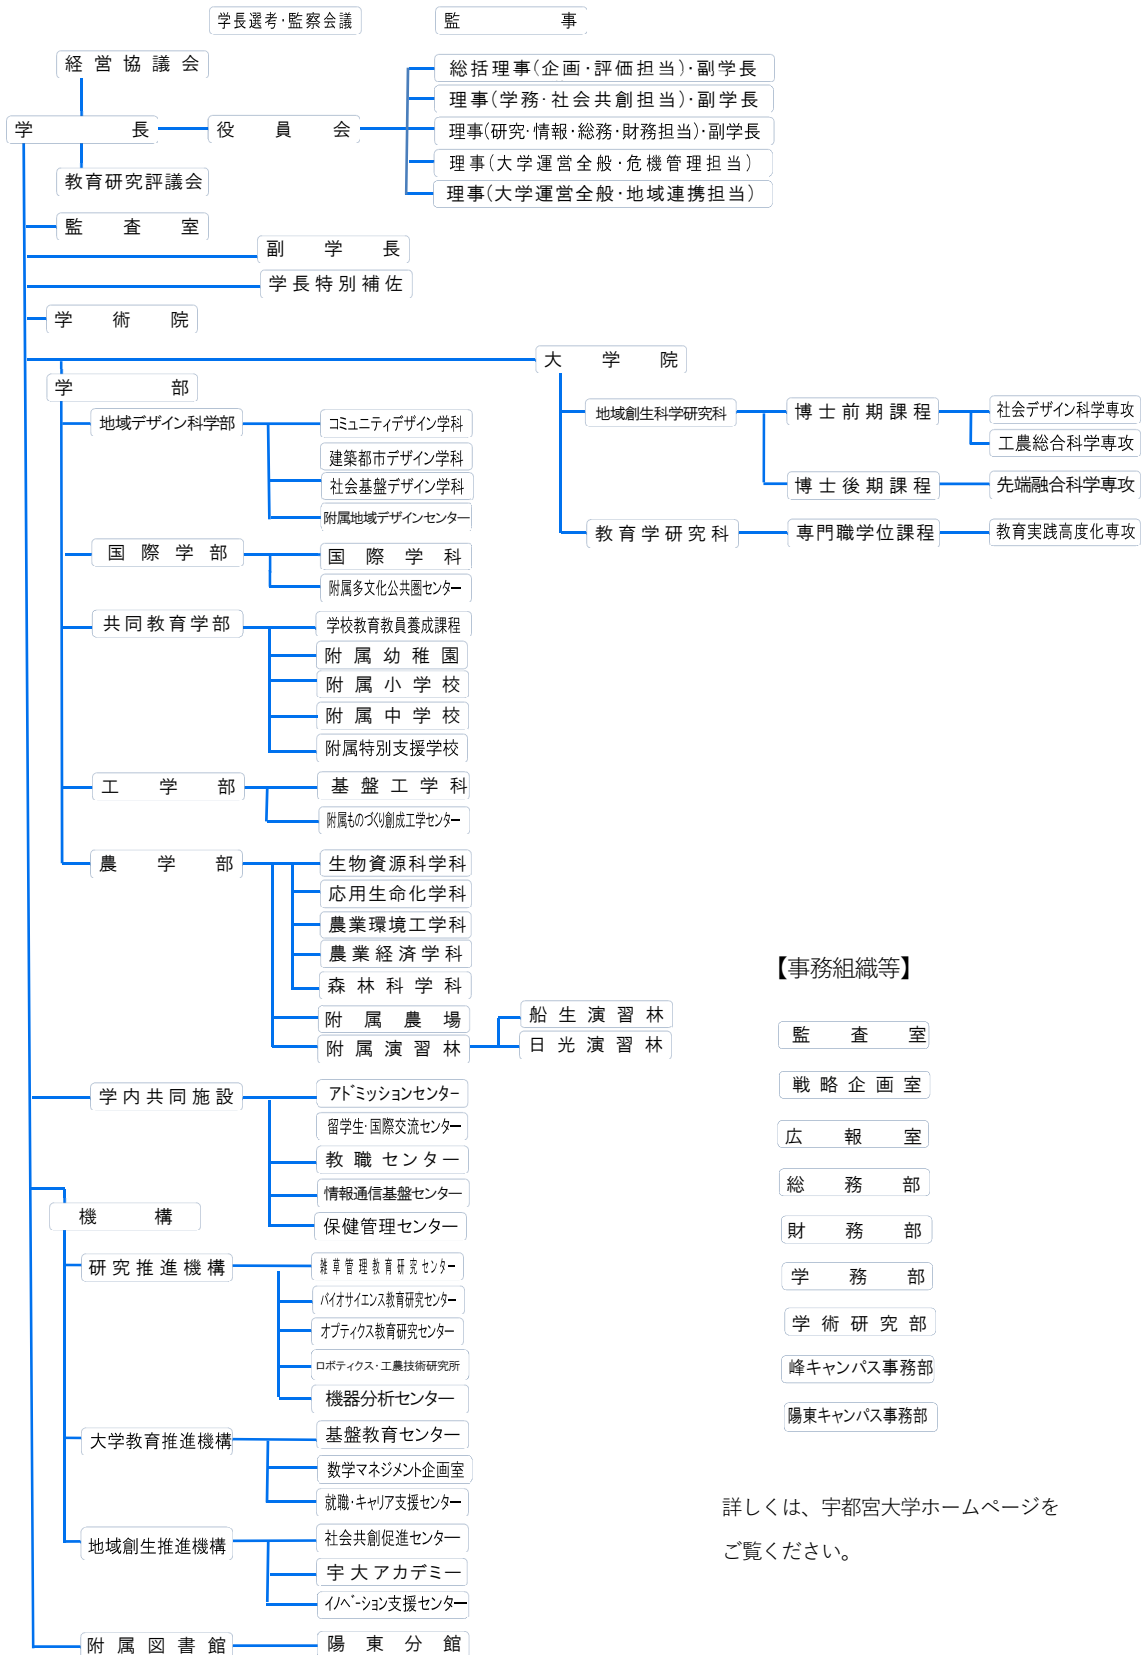 学長選考・監察会議
監事
経営協議会
総括理事(企画・評価担当)・副学長
理事(学務・社会共創担当)・副学長
学長
役員会
理事(研究・情報・総務・財務担当)・副学長
理事(大学運営全般・危機管理担当)
教育研究評議会
理事(大学運営全般・地域連携担当)
監査室
副学長
学長特別補佐
学術院
大学院
学部
地域デザイン科学部
コミュニティデザイン学科
建築都市デザイン学科
社会基盤デザイン学科
附属地域デザインセンター
地域創生科学研究科
博士前期課程
社会デザイン科学専攻
工農総合科学専攻
博士後期課程
先端融合科学専攻
教育学研究科
専門職学位課程
教育実践高度化専攻
国際学部
国際学科
附属多文化公共圏センター
共同教育学部
学校教育教員養成課程
附属幼稚園
附属小学校
附属中学校
附属特別支援学校
工学部
基盤工学科
附属ものづくり創成工学センター
農学部
生物資源科学科
応用生命化学科
農業環境工学科
農業経済学科
森林科学科
附属農場
附属演習林
船生演習林
日光演習林
学内共同施設
アドミッションセンター
留学生・国際交流センター
教職センター
情報通信基盤センター
保健管理センター
機構
研究推進機構
雑草管理教育研究センター
バイオサイエンス教育研究センター
オプティクス教育研究センター
ロボティクス・工農技術研究所
機器分析センター
大学教育推進機構
基盤教育センター
数学マネジメント企画室
就職・キャリア支援センター
地域創生推進機構
社会共創促進センター
宇大アカデミー
イノベーション支援センター
附属図書館
陽東分館
【事務組織等】
監査室
戦略企画室
広報室
総務部
財務部
学務部
学術研究部
峰キャンパス事務部
陽東キャンパス事務部
詳しくは、宇都宮大学ホームページを
ご覧ください。